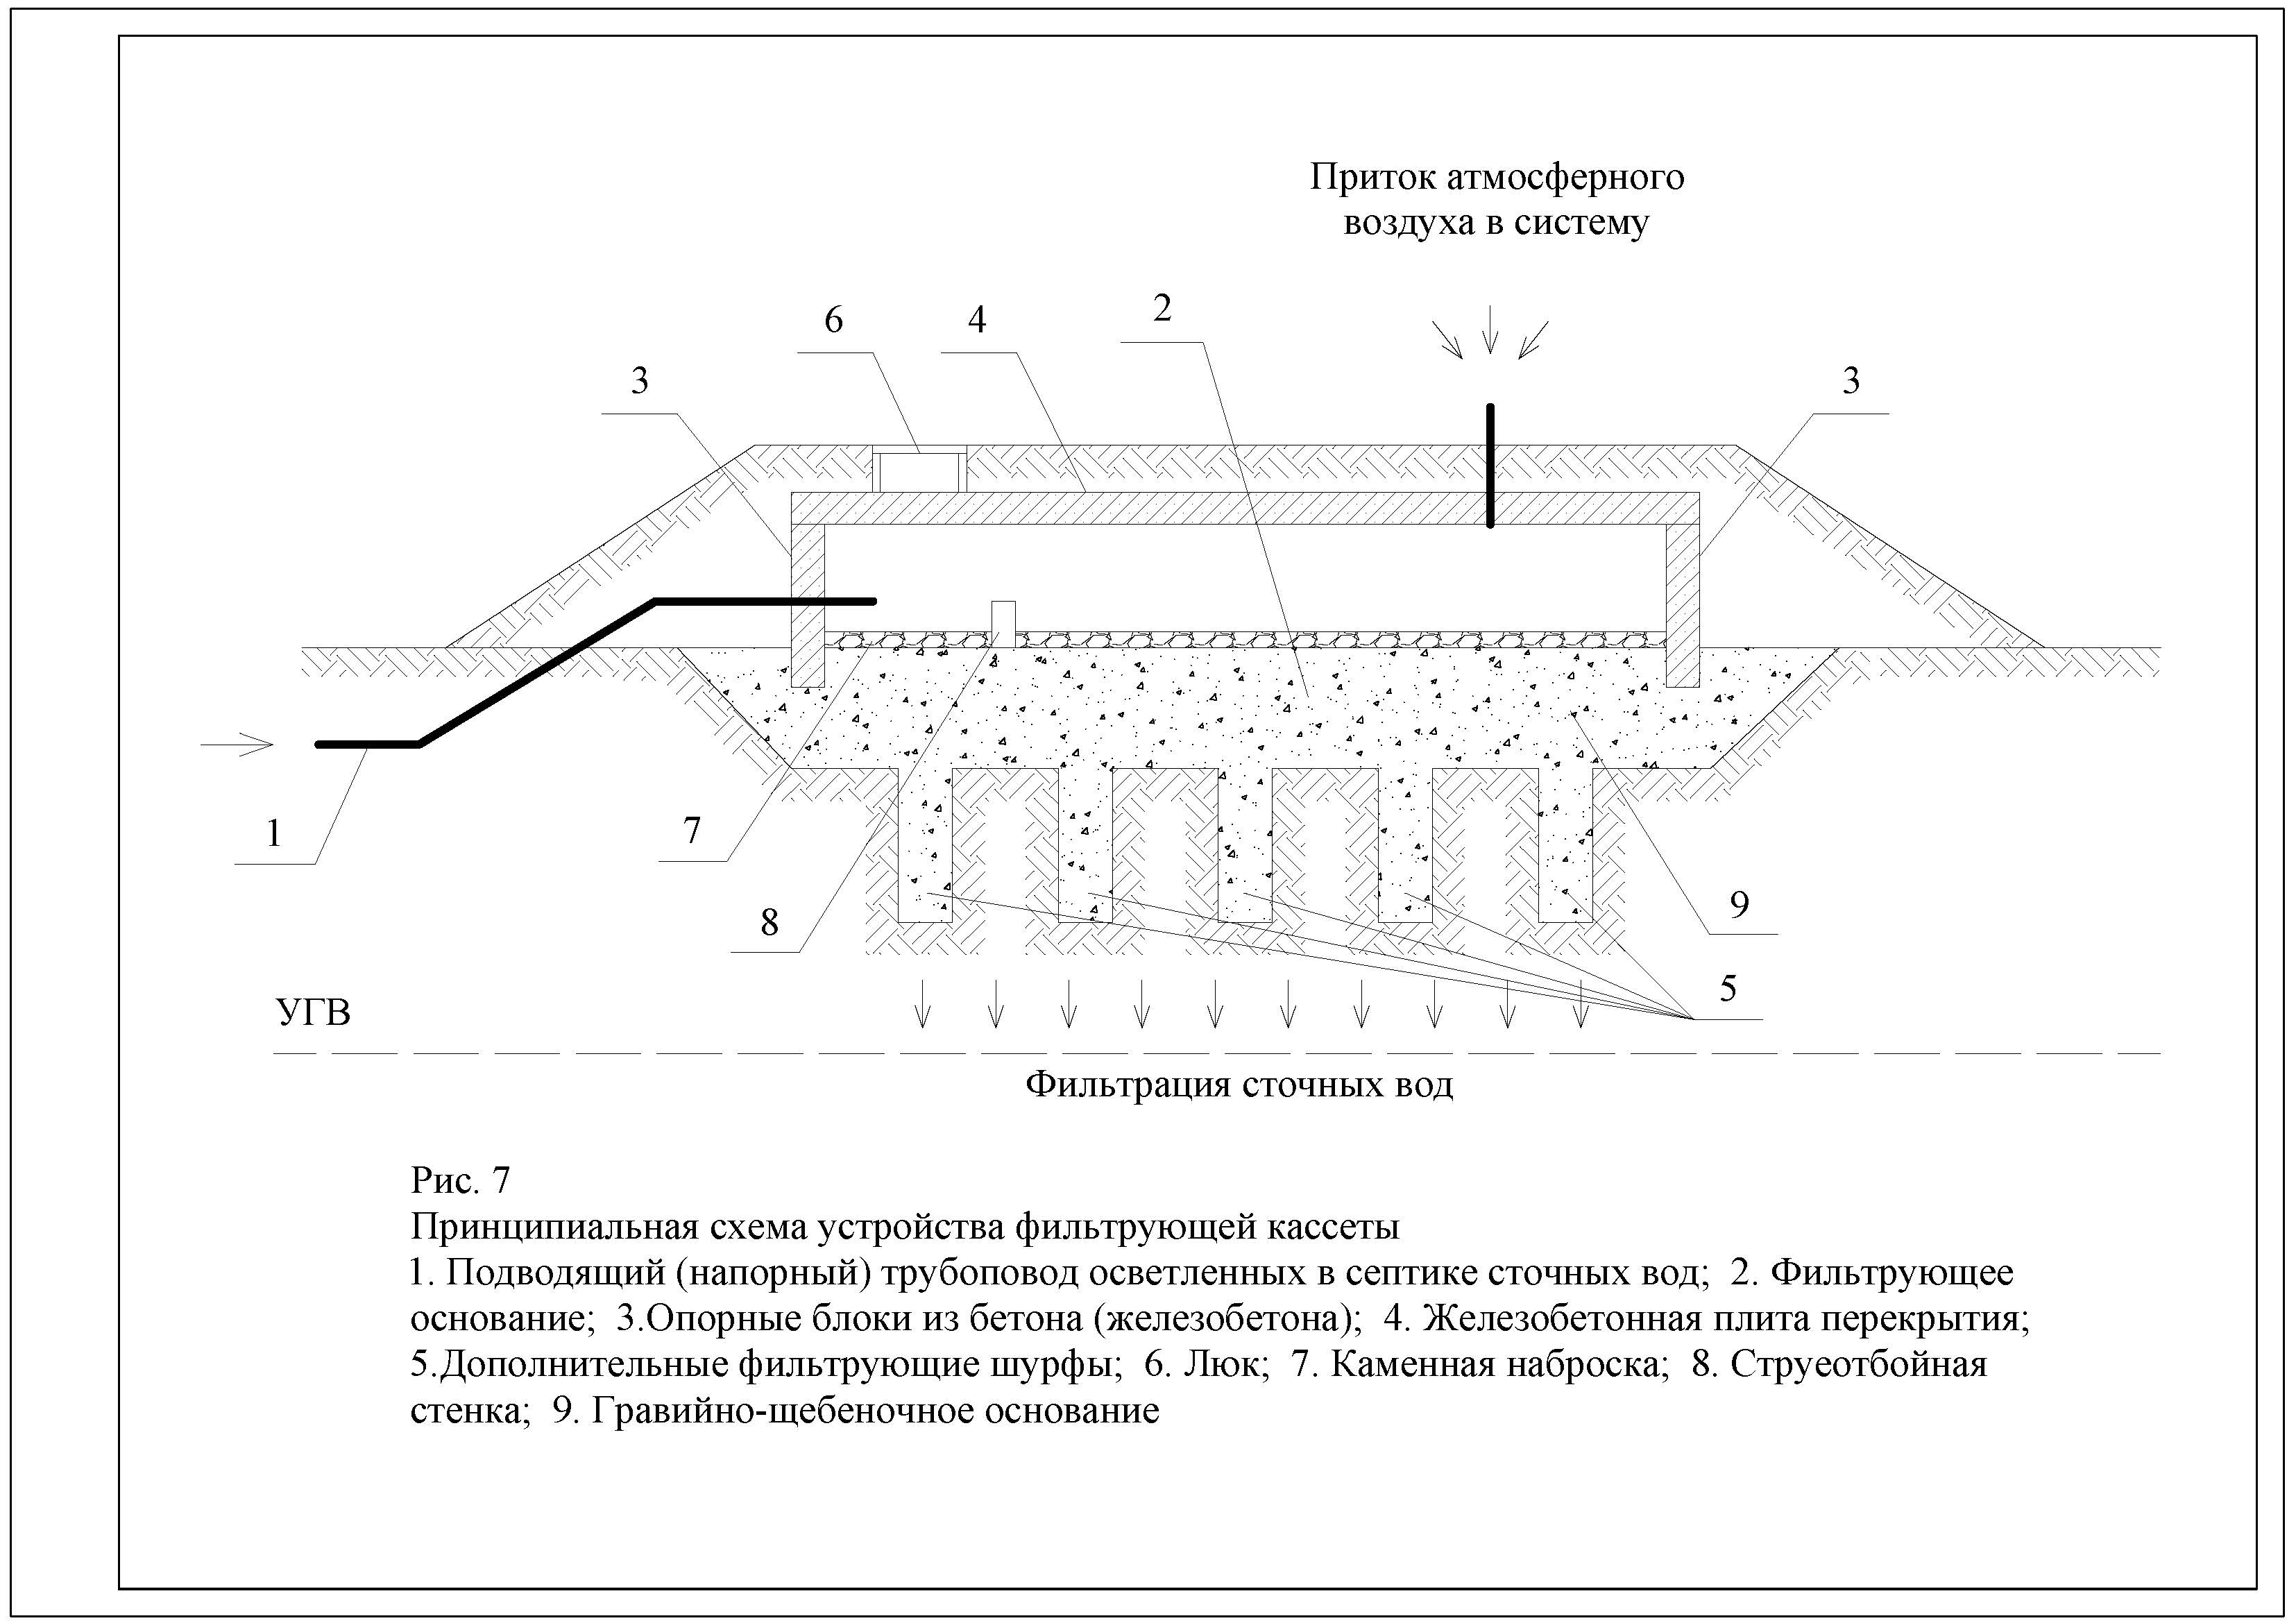 Приток атмосферного
воздуха в систему
6
4
2
3
3
1
7
8
9
5
УГВ
Фильтрация сточных вод
Рис. 7
Принципиальная схема устройства фильтрующей кассеты
1. Подводящий (напорный) трубоповод осветленных в септике сточных вод; 2. Фильтрующее
основание; 3.Опорные блоки из бетона (железобетона); 4. Железобетонная плита перекрытия;
5.Дополнительные фильтрующие шурфы; 6. Люк; 7. Каменная наброска; 8. Струеотбойная
стенка; 9. Гравийно-щебеночное основание